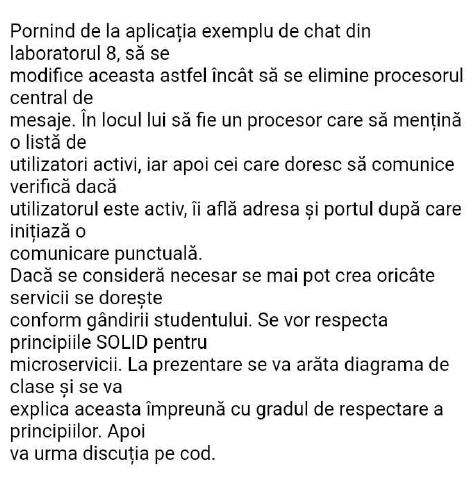 Pornind de la aplicația exemplu de chat din
laboratorul 8, să se
modifice aceasta astfel încât să se elimine procesorul
central de
mesaje. În locul lui să fie un procesor care să mențină
o listă de
utilizatori activi, iar apoi cei care doresc să comunice
verifică dacă
utilizatorul este activ, îi află adresa și portul după care
inițiază o
comunicare punctuală.
Dacă se consideră necesar se mai pot crea oricâte
servicii se dorește
conform gândirii studentului. Se vor respecta
principiile SOLID pentru
microservicii. La prezentare se va arăta diagrama de
clase și se va
explica aceasta împreună cu gradul de respectare a
principiilor. Apoi
va urma discuția pe cod.